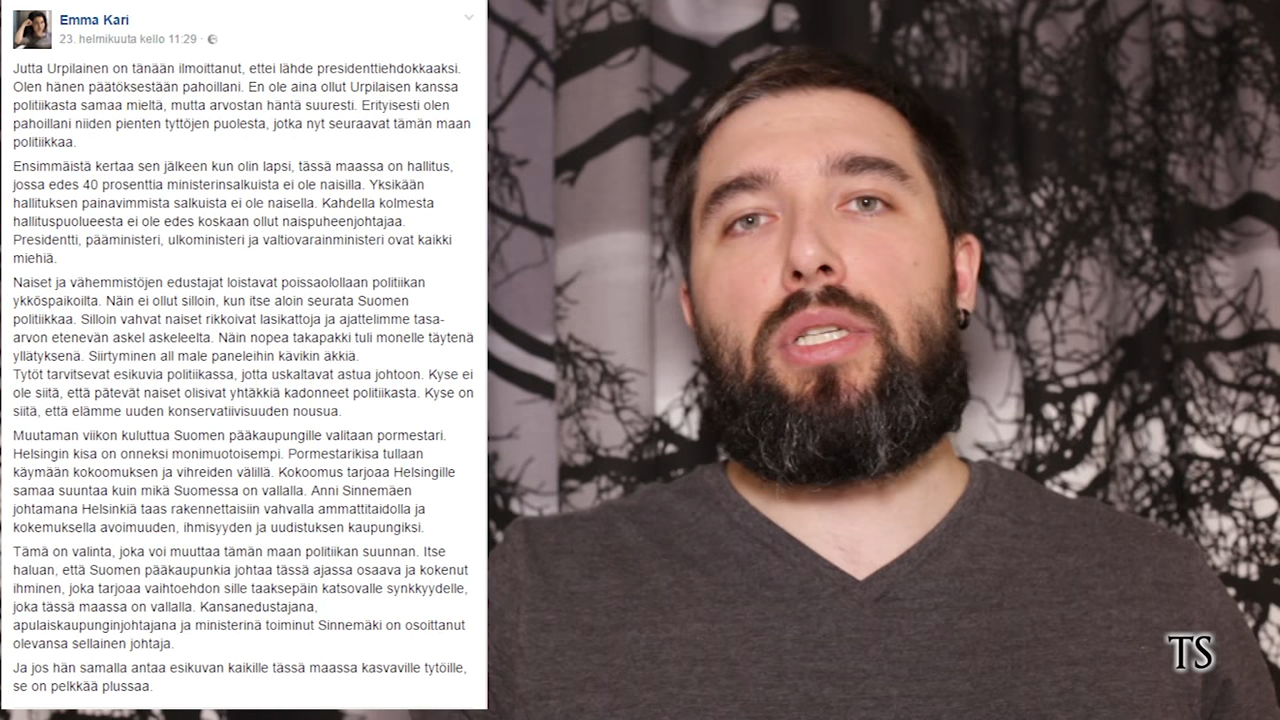 Emma Kari
23. helmikuuta kello 11:29 ·
Jutta Urpilainen on tänään ilmoittanut, ettei lähde presidenttiehdokkaaksi.
Olen hänen päätöksestään pahoillani. En ole aina ollut Urpilaisen kanssa
politiikasta samaa mieltä, mutta arvostan häntä suuresti. Erityisesti olen
pahoillani niiden pienten tyttöjen puolesta, jotka nyt seuraavat tämän maan
politiikkaa.
Ensimmäistä kertaa sen jälkeen kun olin lapsi, tässä maassa on hallitus,
jossa edes 40 prosenttia ministerinsalkuista ei ole naisilla. Yksikään
hallituksen painavimmista salkuista ei ole naisella. Kahdella kolmesta
hallituspuolueesta ei ole edes koskaan ollut naispuheenjohtajaa.
Presidentti, pääministeri, ulkoministeri ja valtiovarainministeri ovat kaikki
miehiä.
Naiset ja vähemmistöjen edustajat loistavat poissaolollaan politiikan
ykköspaikoilta. Näin ei ollut silloin, kun itse aloin seurata Suomen
politiikkaa. Silloin vahvat naiset rikkoivat lasikattoja ja ajattelimme tasa-
arvon etenevän askel askeleelta. Näin nopea takapakki tuli monelle täytenä
yllätyksenä. Siirtyminen all male paneleihin kävikin äkkiä.
Tytöt tarvitsevat esikuvia politiikassa, jotta uskaltavat astua johtoon. Kyse ei
ole siitä, että pätevät naiset olisivat yhtäkkiä kadonneet politiikasta. Kyse on
siitä, että elämme uuden konservatiivisuuden nousua.
Muutaman viikon kuluttua Suomen pääkaupungille valitaan pormestari.
Helsingin kisa on onneksi monimuotoisempi. Pormestarikisa tullaan
käymään kokoomuksen ja vihreiden välillä. Kokoomus tarjoaa Helsingille
samaa suuntaa kuin mikä Suomessa on vallalla. Anni Sinnemäen
johtamana Helsinkiä taas rakennettaisiin vahvalla ammattitaidolla ja
kokemuksella avoimuuden, ihmisyyden ja uudistuksen kaupungiksi.
Tämä on valinta, joka voi muuttaa tämän maan politiikan suunnan. Itse
haluan, että Suomen pääkaupunkia johtaa tässä ajassa osaava ja kokenut
ihminen, joka tarjoaa vaihtoehdon sille taaksepäin katsovalle synkkyydelle,
joka tässä maassa on vallalla. Kansanedustajana,
apulaiskaupunginjohtajana ja ministerinä toiminut Sinnemäki on osoittanut
olevansa sellainen johtaja.
Ja jos hän samalla antaa esikuvan kaikille tässä maassa kasvaville tytöille,
se on pelkkää plussaa.
TS